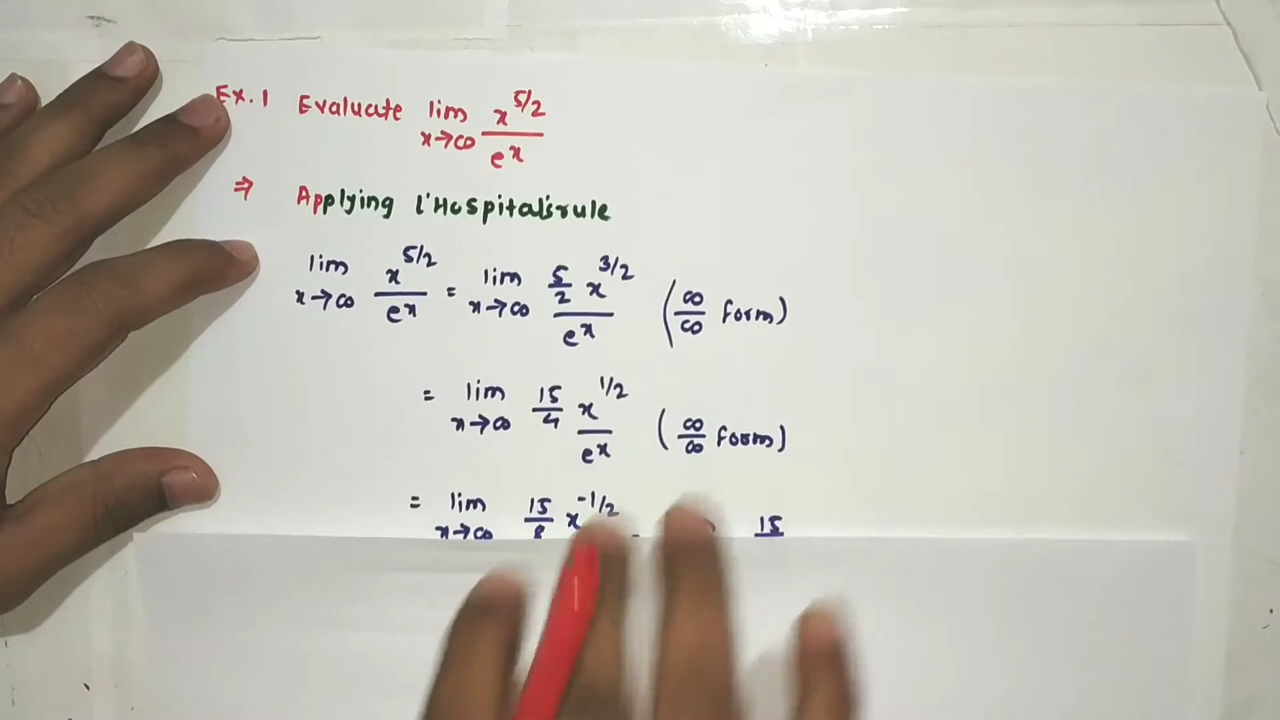 Ex.1 Evaluate lim x→∞ x^5/2 / e^x
⇒ Applying l'Hospital's rule
lim x→∞ x^5/2 / e^x = lim x→∞ 5/2 x^3/2 / e^x (∞/∞ form)
= lim x→∞ 15/4 x^1/2 / e^x (∞/∞ form)
= lim x→∞ 15/8 x^-1/2 15